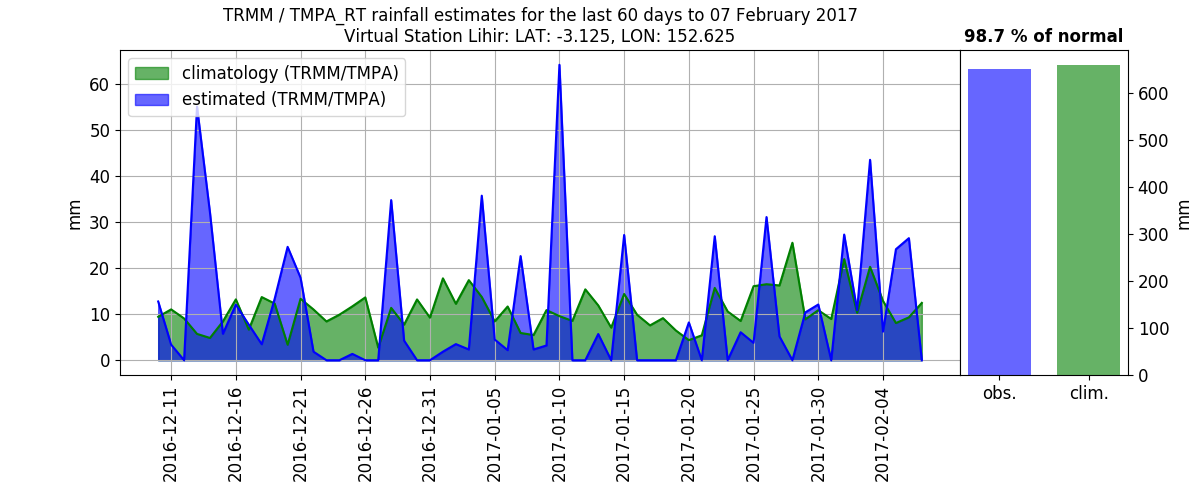 TRMM / TMPA_RT rainfall estimates for the last 60 days to 07 February 2017
Virtual Station Lihir: LAT: -3.125, LON: 152.625
98.7 % of normal
climatology (TRMM/TMPA)
estimated (TRMM/TMPA)
60
50
40
30
20
10
0
mm
2016-12-11
2016-12-16
2016-12-21
2016-12-26
2016-12-31
2017-01-05
2017-01-10
2017-01-15
2017-01-20
2017-01-25
2017-01-30
2017-02-04
600
500
400
300
200
100
0
mm
obs.
clim.